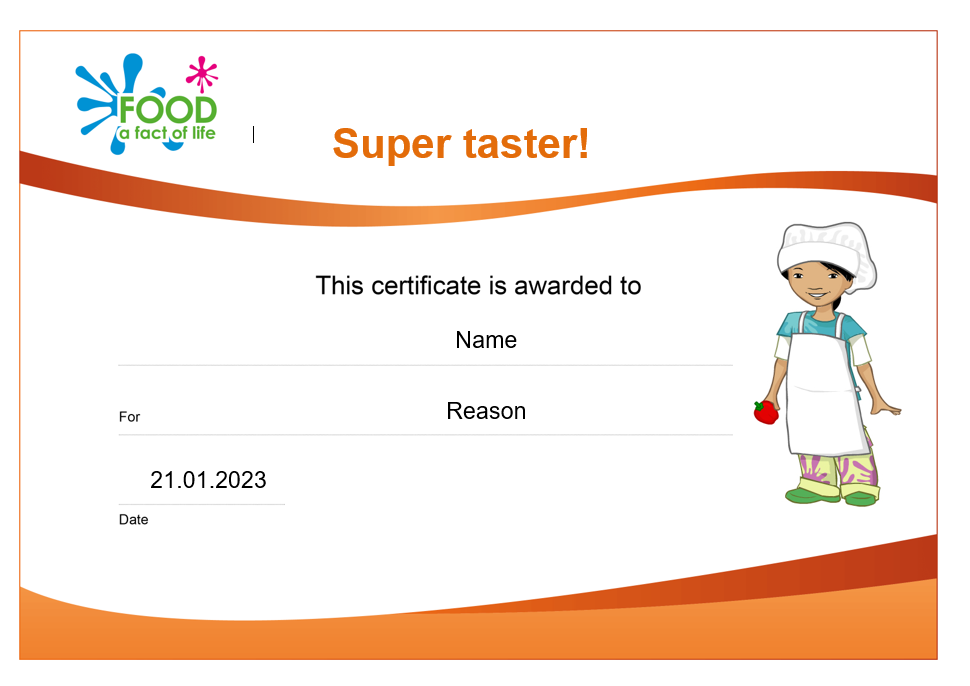 FOOD
a fact of life
Super taster!
This certificate is awarded to
Name
For
Reason
21.01.2023
Date